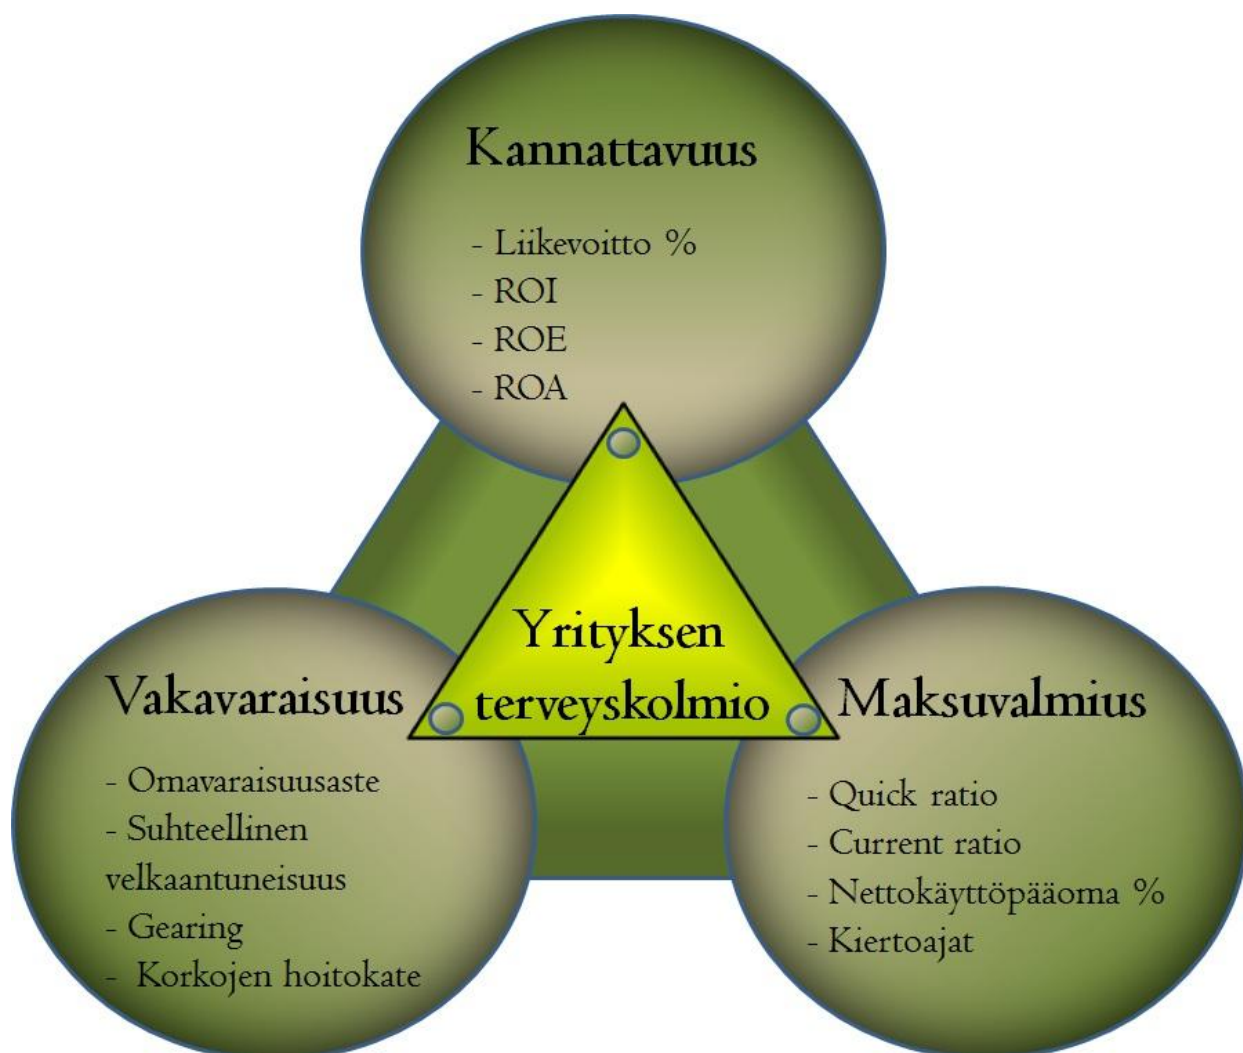 Kannattavuus
- Liikevoitto %
- ROI
- ROE
- ROA
Yrityksen
terveyskolmio
Vakavaraisuus
- Omavaraisuusaste
- Suhteellinen
velkaantuneisuus
- Gearing
- Korkojen hoitokate
Maksuvalmius
- Quick ratio
- Current ratio
- Nettokäyttöpääoma %
- Kiertoajat